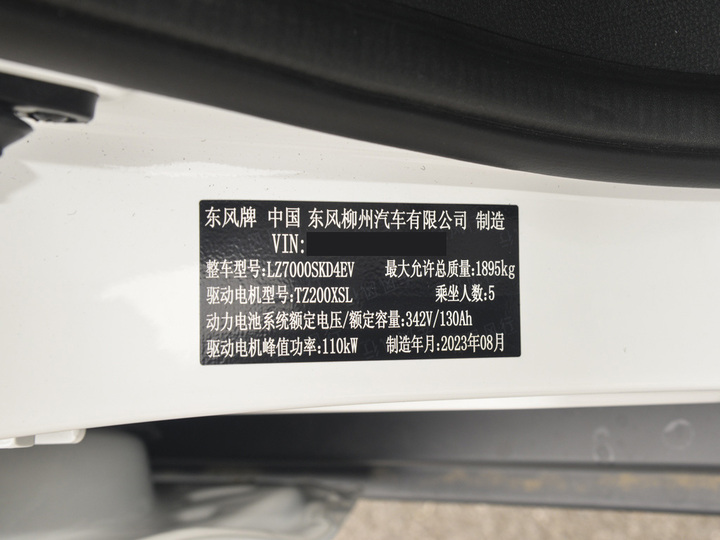 东风牌 中国 东风柳州汽车有限公司 制造
VIN:
整车型号:LZ7000SKD4EV 最大允许总质量:1895kg
驱动电机型号:TZ200XSL 乘坐人数:5
动力电池系统额定电压/额定容量:342V/130Ah
驱动电机峰值功率:110kW 制造年月:2023年08月